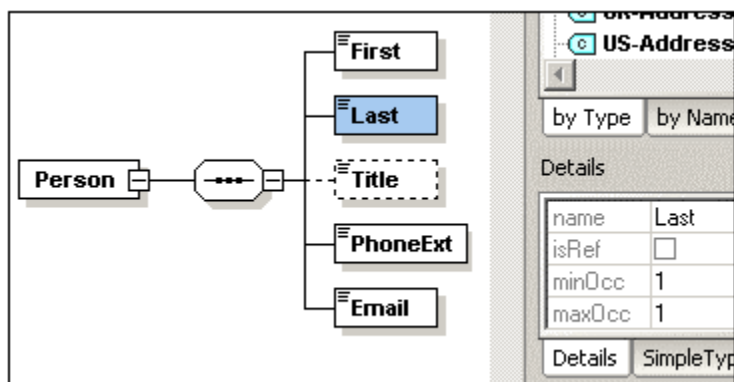 First
Last
Person
Title
PhoneExt
Email
US-Address
by Type by Name
Details
name Last
isRef
minOcc 1
maxOcc 1
Details SimpleTyp